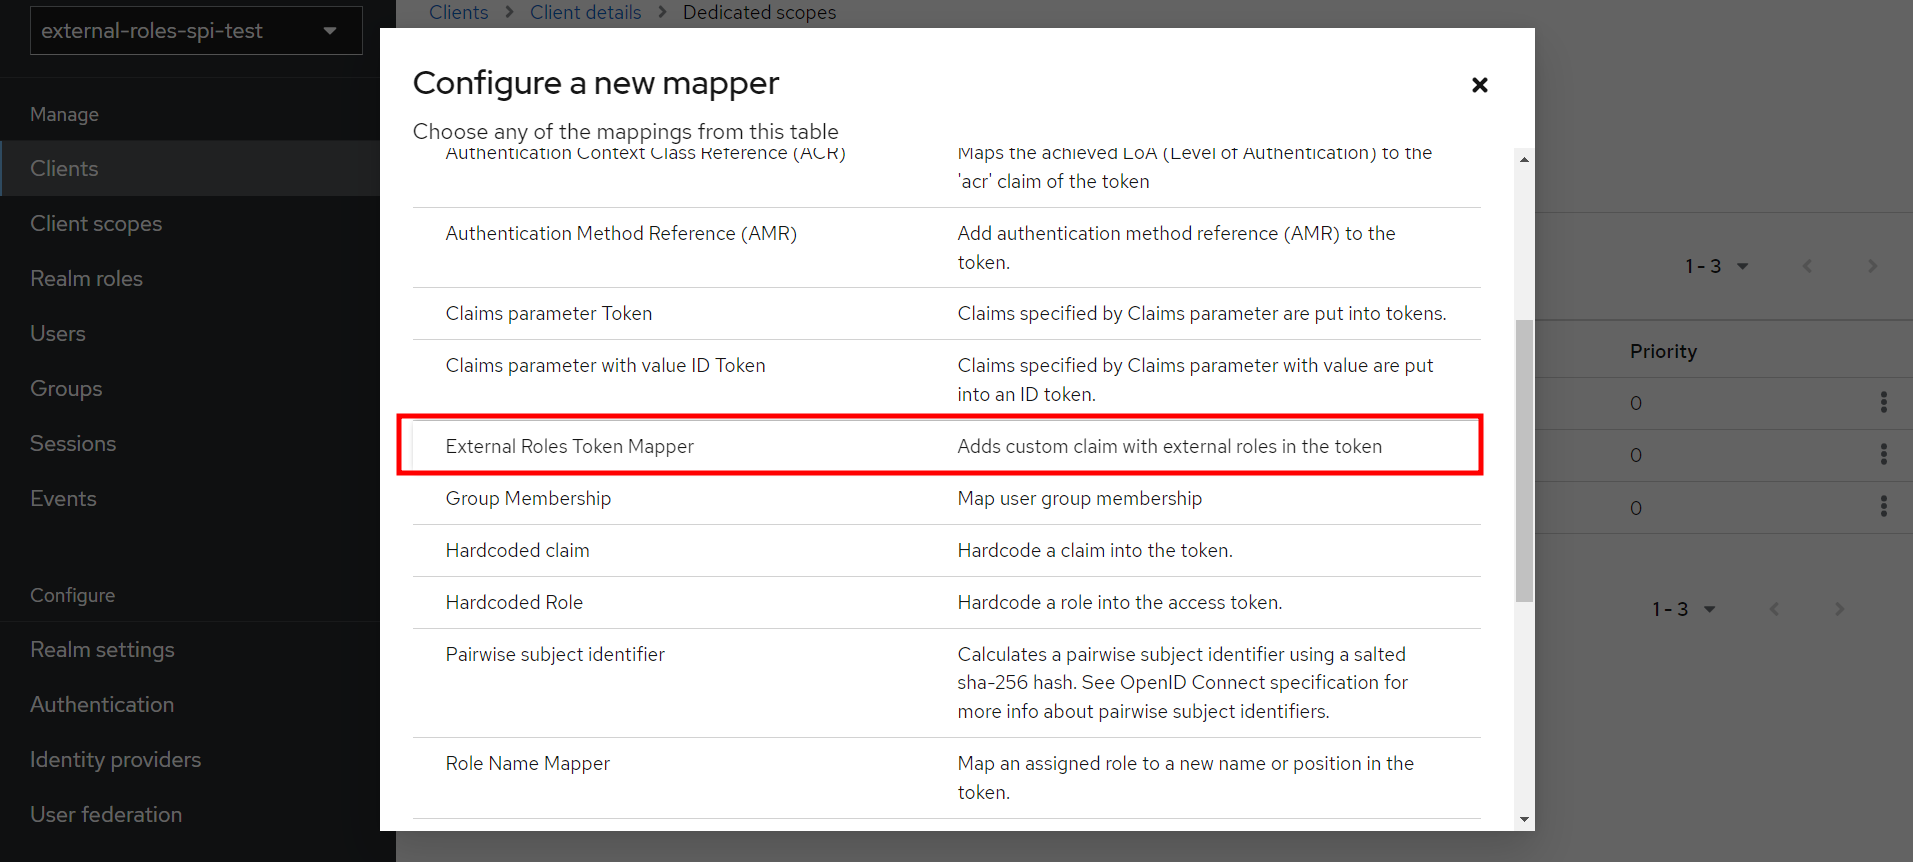 external-roles-spi-test
Manage
Clients
Client scopes
Realm roles
Users
Groups
Sessions
Events
Configure
Realm settings
Authentication
Identity providers
User federation
Clients > Client details > Dedicated scopes
Configure a new mapper
Choose any of the mappings from this table
Authentication Context Class Reference (ACR)
Maps the achieved LoA (Level of Authentication) to the
'acr' claim of the token
Authentication Method Reference (AMR)
Add authentication method reference (AMR) to the
token.
Claims parameter Token
Claims specified by Claims parameter are put into tokens.
Claims parameter with value ID Token
Claims specified by Claims parameter with value are put
into an ID token.
External Roles Token Mapper
Adds custom claim with external roles in the token
Group Membership
Map user group membership
Hardcoded claim
Hardcode a claim into the token.
Hardcoded Role
Hardcode a role into the access token.
Pairwise subject identifier
Calculates a pairwise subject identifier using a salted
sha-256 hash. See OpenID Connect specification for
more info about pairwise subject identifiers.
Role Name Mapper
Map an assigned role to a new name or position in the
token.
1 - 3
Priority
0
0
0
1 - 3